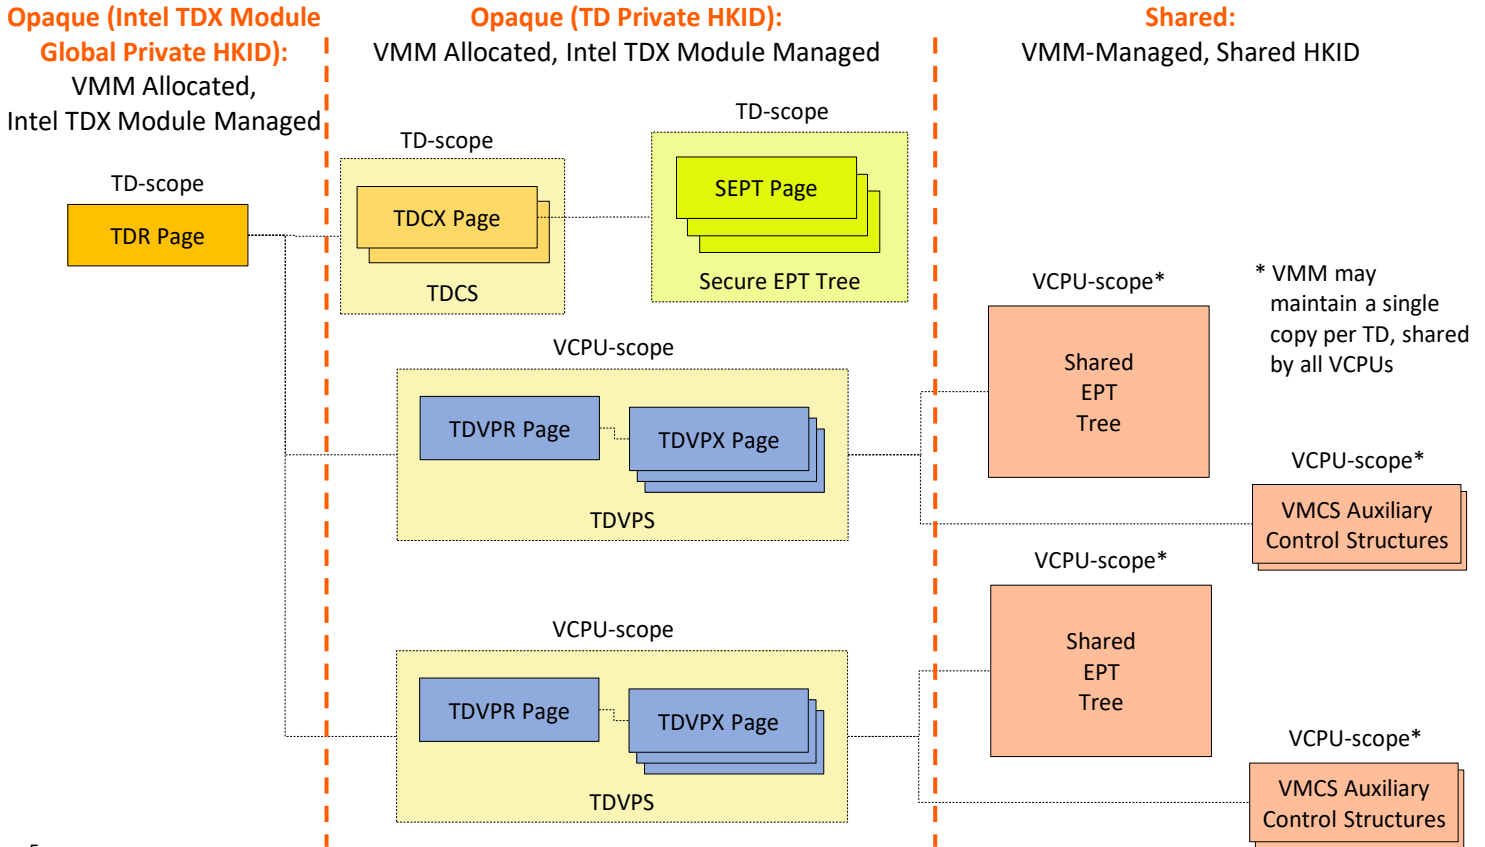 Opaque (Intel TDX Module
Global Private HKID):
VMM Allocated,
Intel TDX Module Managed
Opaque (TD Private HKID):
VMM Allocated, Intel TDX Module Managed
Shared:
VMM-Managed, Shared HKID
TD-scope
TDR Page
TD-scope
TDCX Page
TDCS
TD-scope
SEPT Page
Secure EPT Tree
VCPU-scope
TDVPR Page
TDVPX Page
TDVPS
VCPU-scope*
Shared
EPT
Tree
* VMM may
maintain a single
copy per TD, shared
by all VCPUs
VCPU-scope*
VMCS Auxiliary
Control Structures
VCPU-scope
TDVPR Page
TDVPX Page
TDVPS
VCPU-scope*
Shared
EPT
Tree
VCPU-scope*
VMCS Auxiliary
Control Structures